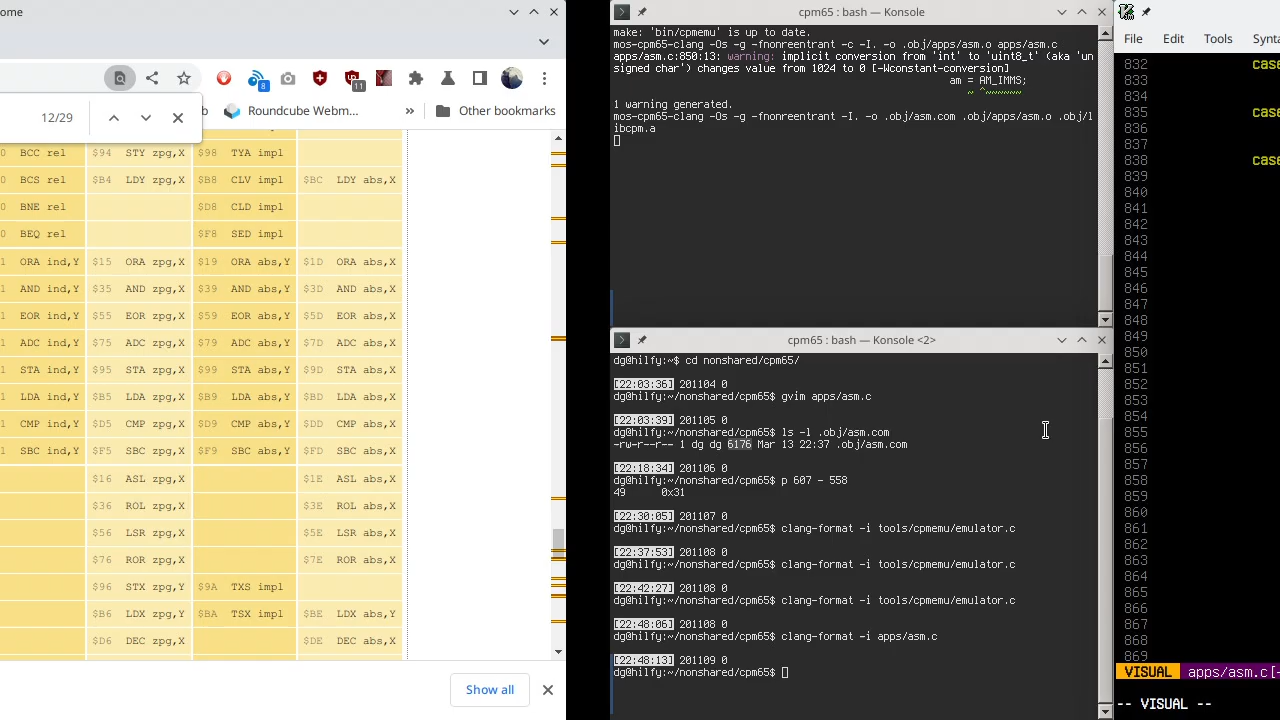 ome
8
11
12/29
b
Roundcube Webm...
»
Other bookmarks
0 BCC rel $94 STY zpg,X $98 TYA impl
0 BCS rel $B4 LDY zpg,X $B8 CLV impl $BC LDY abs,X
0 BNE rel $D8 CLD impl
0 BEQ rel $F8 SED impl
1 ORA ind,Y $15 ORA zpg,X $19 ORA abs,Y $1D ORA abs,X
1 AND ind,Y $35 AND zpg,X $39 AND abs,Y $3D AND abs,X
1 EOR ind,Y $55 EOR zpg,X $59 EOR abs,Y $5D EOR abs,X
1 ADC ind,Y $75 ADC zpg,X $79 ADC abs,Y $7D ADC abs,X
1 STA ind,Y $95 STA zpg,X $99 STA abs,Y $9D STA abs,X
1 LDA ind,Y $B5 LDA zpg,X $B9 LDA abs,Y $BD LDA abs,X
1 CMP ind,Y $D5 CMP zpg,X $D9 CMP abs,Y $DD CMP abs,X
1 SBC ind,Y $F5 SBC zpg,X $F9 SBC abs,Y $FD SBC abs,X
$16 ASL zpg,X $1E ASL abs,X
$36 ROL zpg,X $3E ROL abs,X
$56 LSR zpg,X $5E LSR abs,X
$76 ROR zpg,X $7E ROR abs,X
$96 STX zpg,Y $9A TXS impl
$B6 LDX zpg,Y $BA TSX impl $BE LDX abs,Y
$D6 DEC zpg,X $DE DEC abs,X
Show all
cpm65 : bash — Konsole
make: 'bin/cpmemu' is up to date.
mos-cpm65-clang -Os -g -fnonreentrant -c -I. -o .obj/apps/asm.o apps/asm.c
apps/asm.c:850:13: warning: implicit conversion from 'int' to 'uint8_t' (aka 'un
signed char') changes value from 1024 to 0 [-Wconstant-conversion]
am = AM_IMMS;
~ ^~~~~~~
1 warning generated.
mos-cpm65-clang -Os -g -fnonreentrant -I. -o .obj/asm.com .obj/apps/asm.o .obj/l
ibcpm.a
cpm65 : bash — Konsole <2>
dg@hilfy:~$ cd nonshared/cpm65/
[22:03:36] 201104 0
dg@hilfy:~/nonshared/cpm65$ gvim apps/asm.c
[22:03:39] 201105 0
dg@hilfy:~/nonshared/cpm65$ ls -l .obj/asm.com
-rw-r--r-- 1 dg dg 6176 Mar 13 22:37 .obj/asm.com
[22:18:34] 201106 0
dg@hilfy:~/nonshared/cpm65$ p 607 - 558
49 0x31
[22:30:05] 201107 0
dg@hilfy:~/nonshared/cpm65$ clang-format -i tools/cpmemu/emulator.c
[22:37:53] 201108 0
dg@hilfy:~/nonshared/cpm65$ clang-format -i tools/cpmemu/emulator.c
[22:42:27] 201108 0
dg@hilfy:~/nonshared/cpm65$ clang-format -i tools/cpmemu/emulator.c
[22:48:06] 201108 0
dg@hilfy:~/nonshared/cpm65$ clang-format -i apps/asm.c
[22:48:13] 201109 0
dg@hilfy:~/nonshared/cpm65$
File Edit Tools Synta
832 case
833
834
835 case
836
837
838 case
839
840
841
842
843
844
845
846
847
848
849
850
851
852
853
854
855
856
857
858
859
860
861
862
863
864
865
866
867
868
869
VISUAL apps/asm.c[-
-- VISUAL --